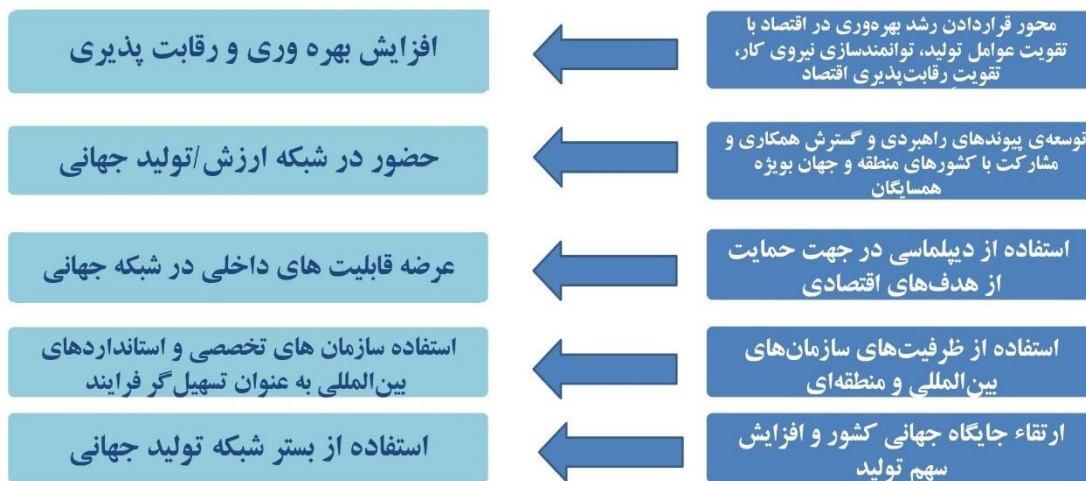 محور قراردادن رشد بهره‌وری در اقتصاد با
تقویت عوامل تولید، توانمندسازی نیروی کار،
تقویت رقابت‌پذیری اقتصاد
افزایش بهره وری و رقابت پذیری
توسعه‌ی پیوندهای راهبردی و گسترش همکاری و
مشارکت با کشورهای منطقه و جهان بویژه
همسایگان
حضور در شبکه ارزش/تولید جهانی
استفاده از دیپلماسی در جهت حمایت
از هدف‌های اقتصادی
عرضه قابلیت های داخلی در شبکه جهانی
استفاده از ظرفیت‌های سازمان‌های
بین‌المللی و منطقه‌ای
استفاده سازمان های تخصصی و استانداردهای
بین‌المللی به عنوان تسهیل‌گر فرایند
ارتقاء جایگاه جهانی کشور و افزایش
سهم تولید
استفاده از بستر شبکه تولید جهانی